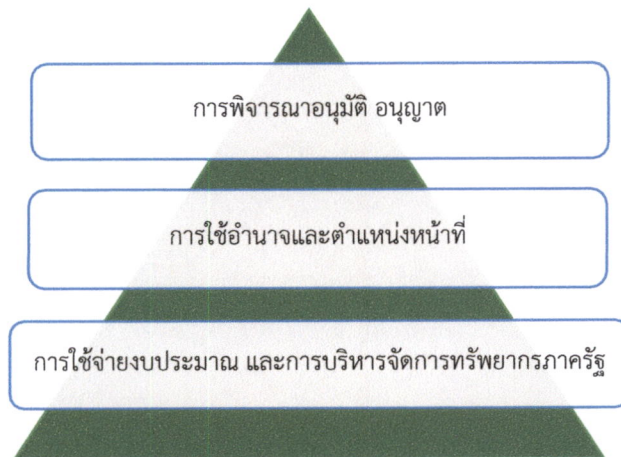 การพิจารณาอนุมัติ อนุญาต
การใช้อำนาจและตำแหน่งหน้าที่
การใช้จ่ายงบประมาณ และการบริหารจัดการทรัพยากรภาครัฐ